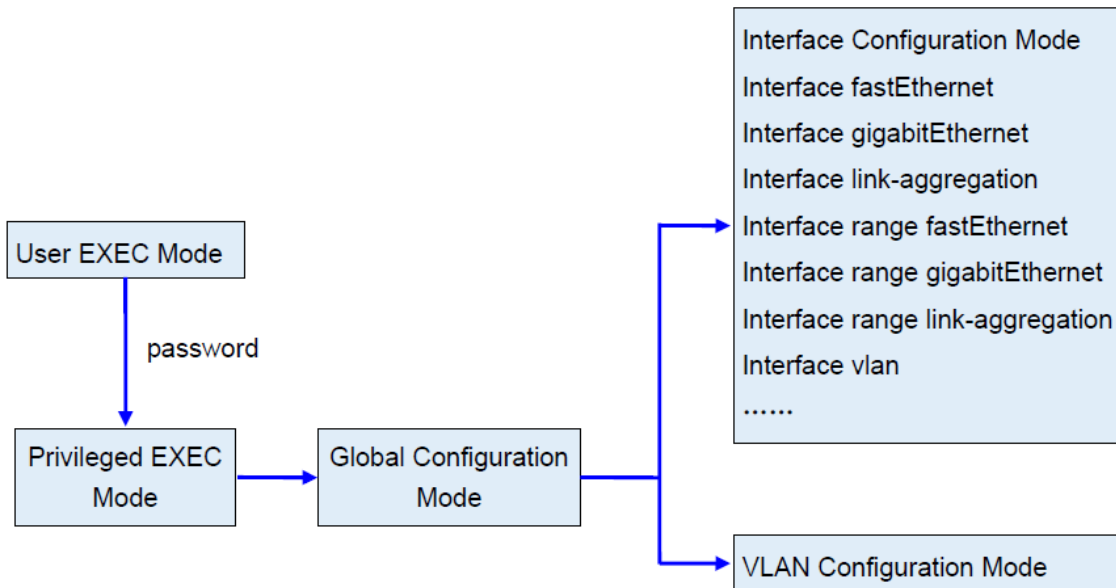 User EXEC Mode
password
Privileged EXEC
Mode
Global Configuration
Mode
Interface Configuration Mode
Interface fastEthernet
Interface gigabitEthernet
Interface link-aggregation
Interface range fastEthernet
Interface range gigabitEthernet
Interface range link-aggregation
Interface vlan
......
VLAN Configuration Mode